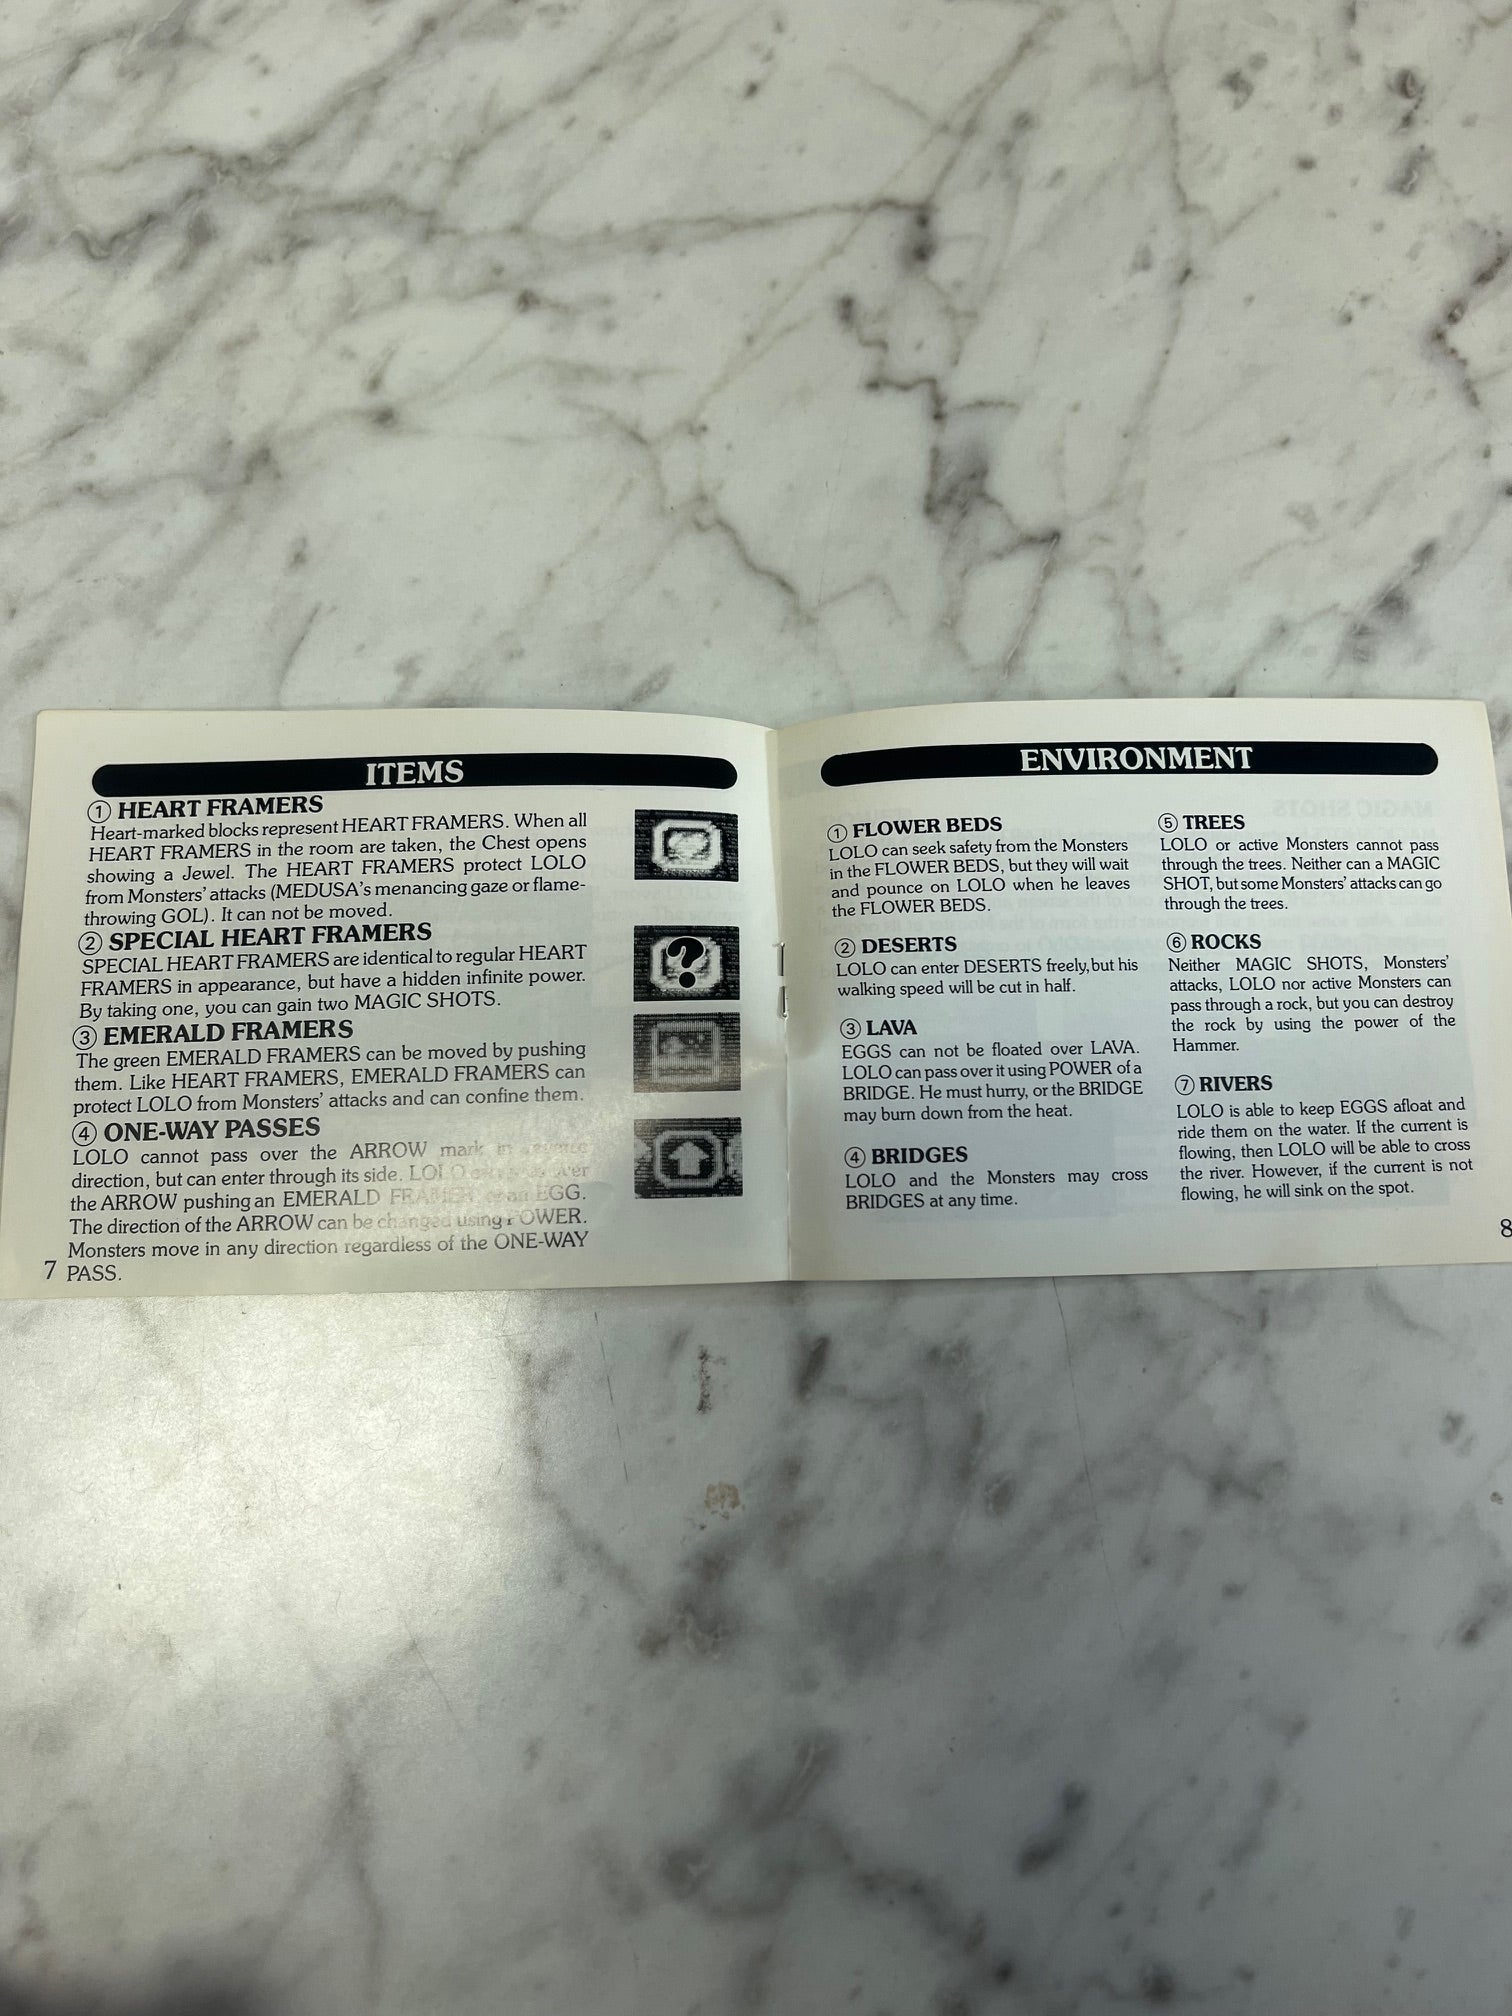 ITEMS
① HEART FRAMERS
Heart-marked blocks represent HEART FRAMERS. When all
HEART FRAMERS in the room are taken, the Chest opens
showing a Jewel. The HEART FRAMERS protect LOLO
from Monsters' attacks (MEDUSA's menancing gaze or flame-
throwing GOL). It can not be moved.
② SPECIAL HEART FRAMERS
SPECIAL HEART FRAMERS are identical to regular HEART
FRAMERS in appearance, but have a hidden infinite power.
By taking one, you can gain two MAGIC SHOTS.
③ EMERALD FRAMERS
The green EMERALD FRAMERS can be moved by pushing
them. Like HEART FRAMERS, EMERALD FRAMERS can
protect LOLO from Monsters' attacks and can confine them.
④ ONE-WAY PASSES
LOLO cannot pass over the ARROW mark in
direction, but can enter through its side. LOLO over
the ARROW pushing an EMERALD FRAMER or an EGG.
The direction of the ARROW can be changed using POWER.
Monsters move in any direction regardless of the ONE-WAY
PASS.
7
?
ENVIRONMENT
① FLOWER BEDS
LOLO can seek safety from the Monsters
in the FLOWER BEDS, but they will wait
and pounce on LOLO when he leaves
the FLOWER BEDS.
② DESERTS
LOLO can enter DESERTS freely, but his
walking speed will be cut in half.
③ LAVA
EGGS can not be floated over LAVA.
LOLO can pass over it using POWER of a
BRIDGE. He must hurry, or the BRIDGE
may burn down from the heat.
④ BRIDGES
LOLO and the Monsters may cross
BRIDGES at any time.
⑤ TREES
LOLO or active Monsters cannot pass
through the trees. Neither can a MAGIC
SHOT, but some Monsters' attacks can go
through the trees.
⑥ ROCKS
Neither MAGIC SHOTS, Monsters'
attacks, LOLO nor active Monsters can
pass through a rock, but you can destroy
the rock by using the power of the
Hammer.
⑦ RIVERS
LOLO is able to keep EGGS afloat and
ride them on the water. If the current is
flowing, then LOLO will be able to cross
the river. However, if the current is not
flowing, he will sink on the spot.
8